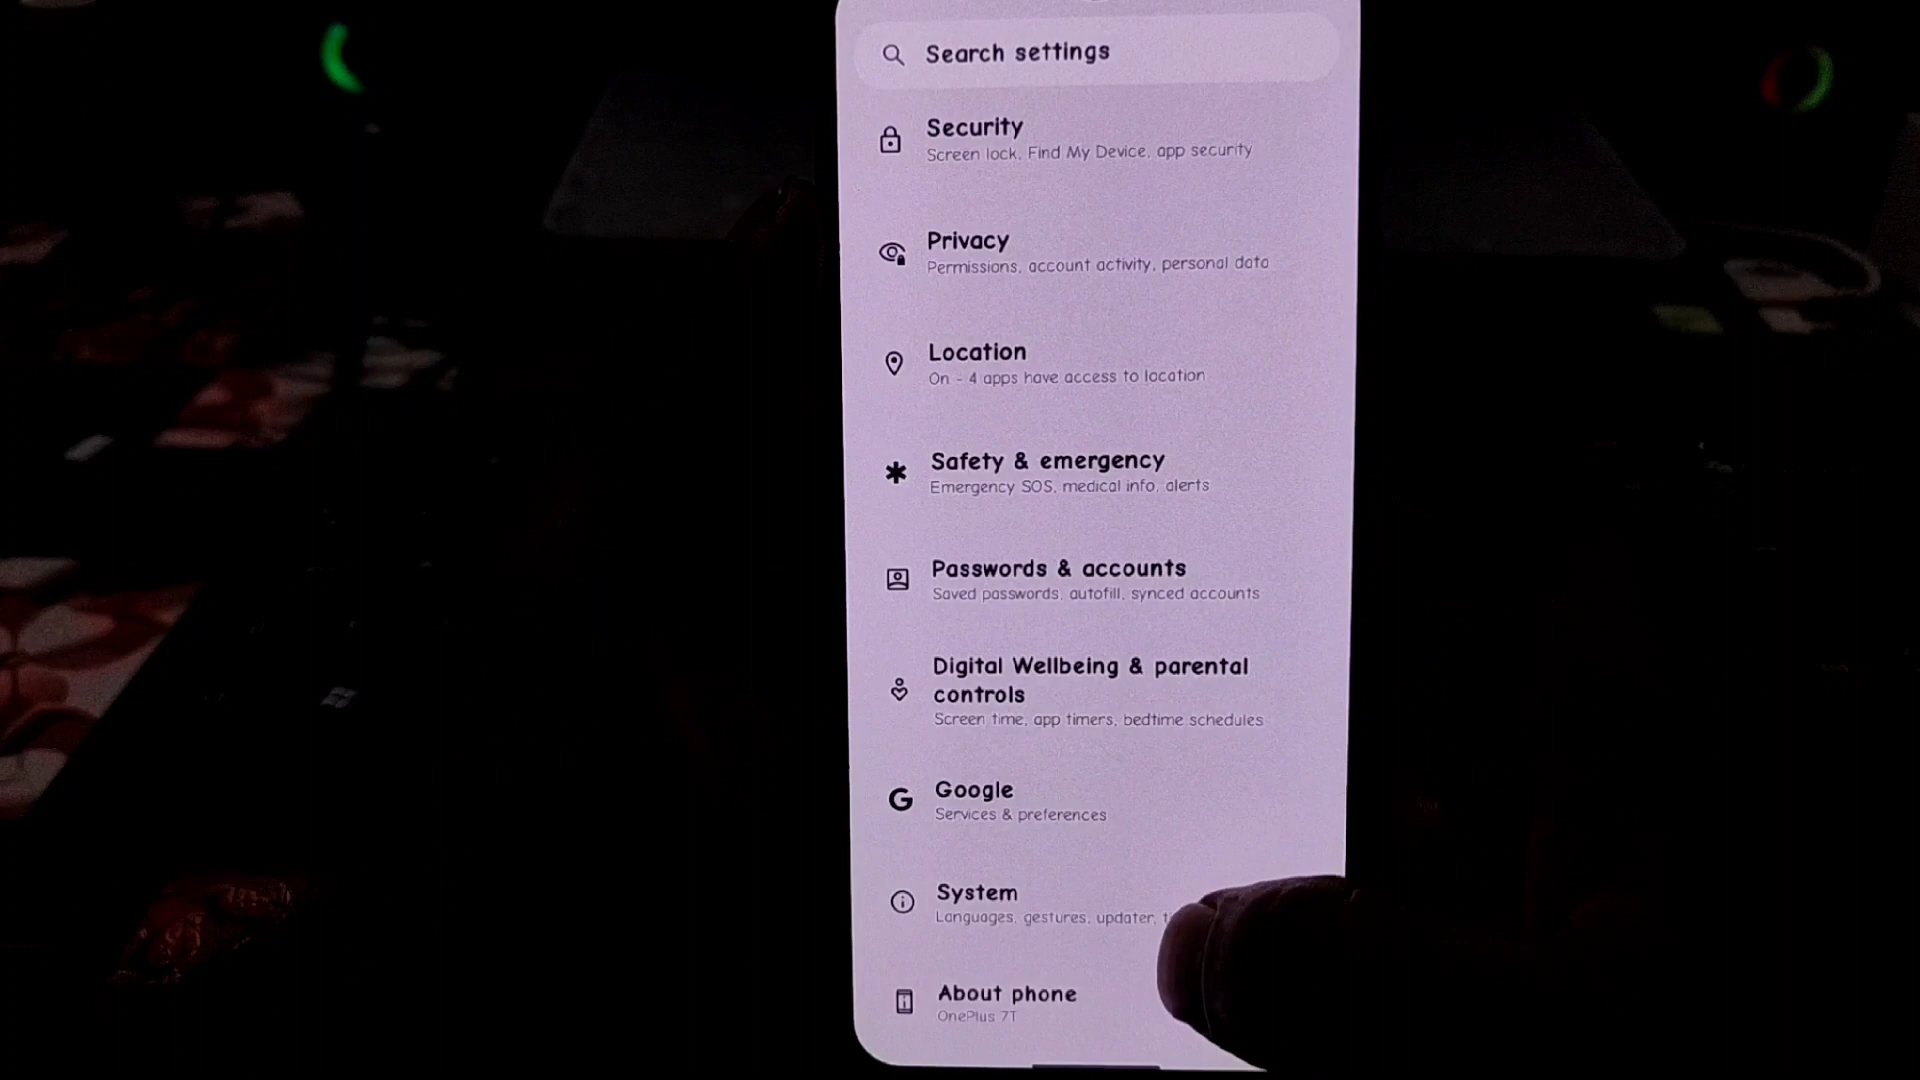 Search settings
Security
Screen lock, Find My Device, app security
Privacy
Permissions, account activity, personal data
Location
On - 4 apps have access to location
Safety & emergency
Emergency SOS, medical info, alerts
Passwords & accounts
Saved passwords, autofill, synced accounts
Digital Wellbeing & parental
controls
Screen time, app timers, bedtime schedules
Google
Services & preferences
System
Languages, gestures, updater,
About phone
OnePlus 7T